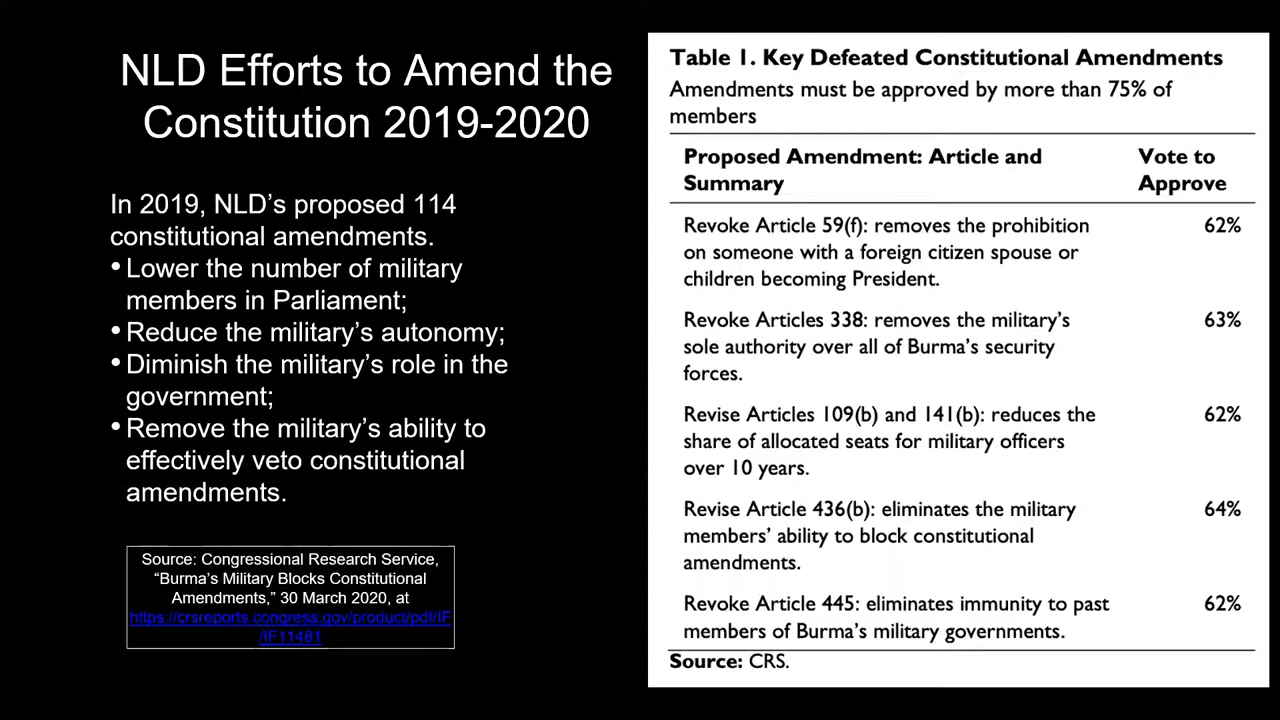 NLD Efforts to Amend the
Constitution 2019-2020
In 2019, NLD's proposed 114
constitutional amendments.
• Lower the number of military
members in Parliament;
• Reduce the military's autonomy;
• Diminish the military's role in the
government;
• Remove the military's ability to
effectively veto constitutional
amendments.
Source: Congressional Research Service,
"Burma's Military Blocks Constitutional
Amendments," 30 March 2020, at
https://crsreports.congress.gov/product/pdf/IF
/IF11481
Table 1. Key Defeated Constitutional Amendments
Amendments must be approved by more than 75% of
members
Proposed Amendment: Article and Vote to
Summary Approve
Revoke Article 59(f): removes the prohibition 62%
on someone with a foreign citizen spouse or
children becoming President.
Revoke Articles 338: removes the military's 63%
sole authority over all of Burma's security
forces.
Revise Articles 109(b) and 141(b): reduces the 62%
share of allocated seats for military officers
over 10 years.
Revise Article 436(b): eliminates the military 64%
members' ability to block constitutional
amendments.
Revoke Article 445: eliminates immunity to past 62%
members of Burma's military governments.
Source: CRS.